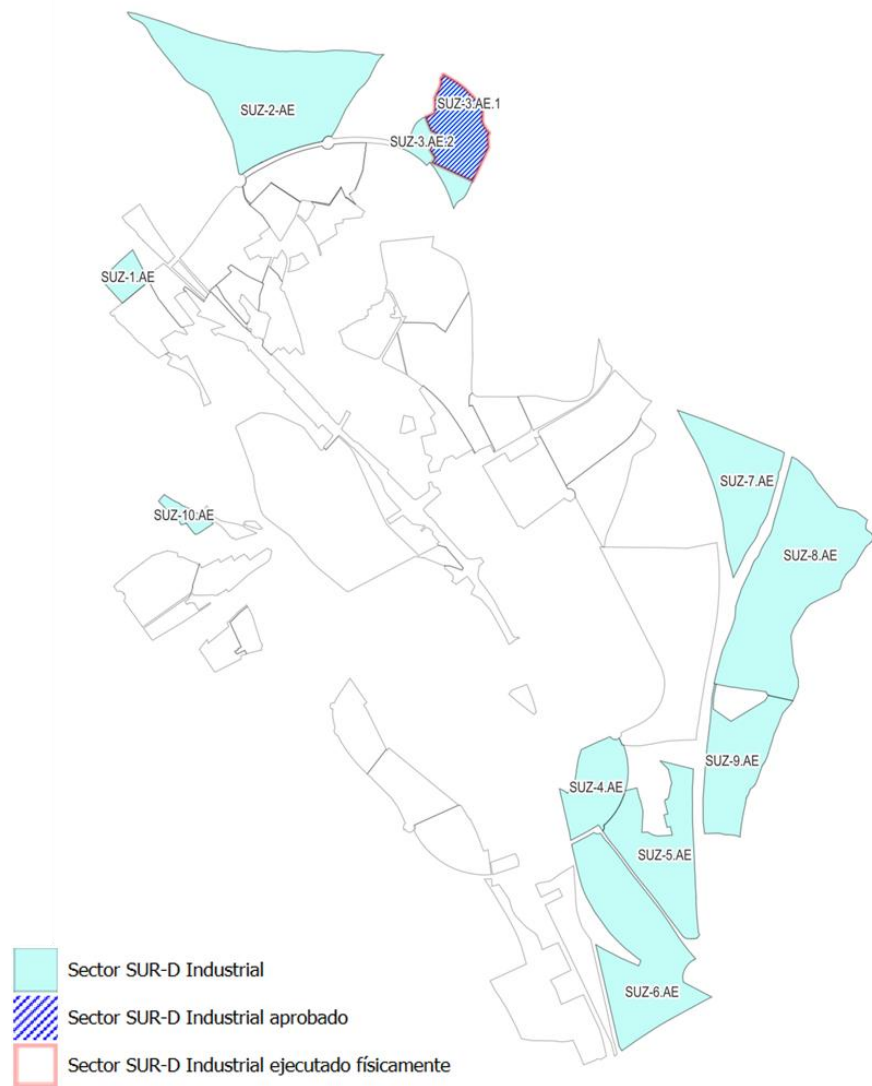 SUZ-2-AE
SUZ-3.AE.1
SUZ-3.AE.2
SUZ-1.AE
SUZ-7.AE
SUZ-10.AE
SUZ-8.AE
SUZ-9.AE
SUZ-4.AE
SUZ-5.AE
SUZ-6.AE
Sector SUR-D Industrial
Sector SUR-D Industrial aprobado
Sector SUR-D Industrial ejecutado físicamente